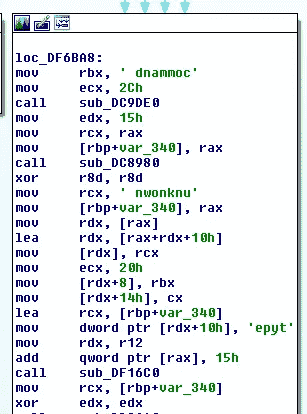 loc_DF6BA8:
mov rbx, ' dnammoc'
mov ecx, 2Ch
call sub_DC9DE0
mov edx, 15h
mov rcx, rax
mov [rbp+var_340], rax
call sub_DC8980
xor r8d, r8d
mov rcx, ' nwonknu'
mov [rbp+var_340], rax
mov rdx, [rax]
lea rdx, [rax+rdx+10h]
mov [rdx], rcx
mov ecx, 20h
mov [rdx+8], rbx
mov [rdx+14h], cx
lea rcx, [rbp+var_340]
mov dword ptr [rdx+10h], 'epyt'
mov rdx, r12
add qword ptr [rax], 15h
call sub_DF16C0
mov rcx, [rbp+var_340]
xor edx, edx